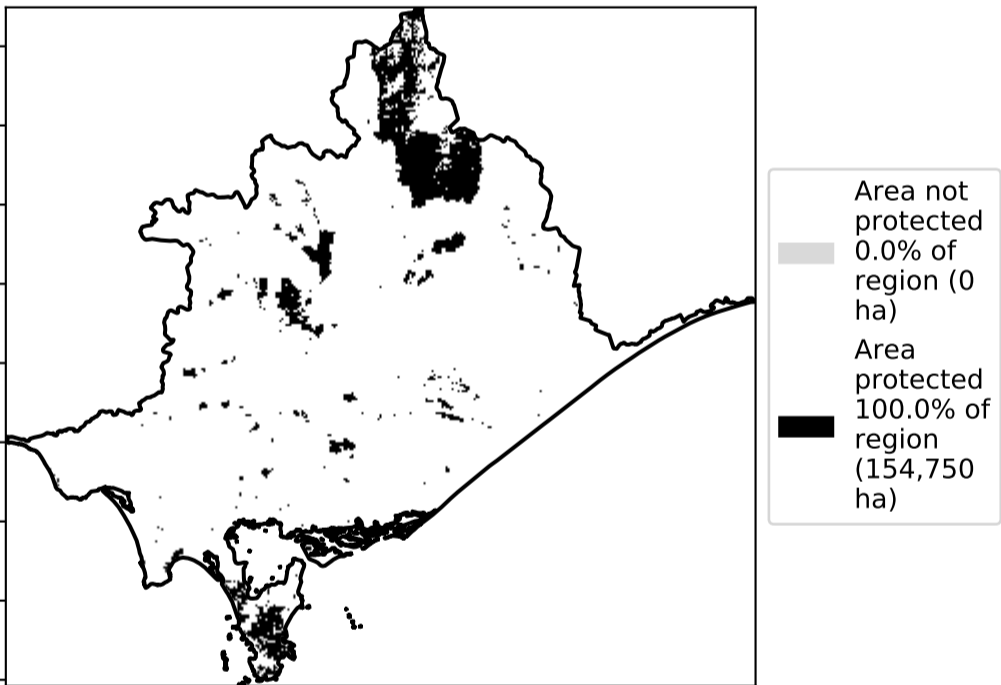 Area not
protected
0.0% of
region (0
ha)
Area
protected
100.0% of
region
(154,750
ha)